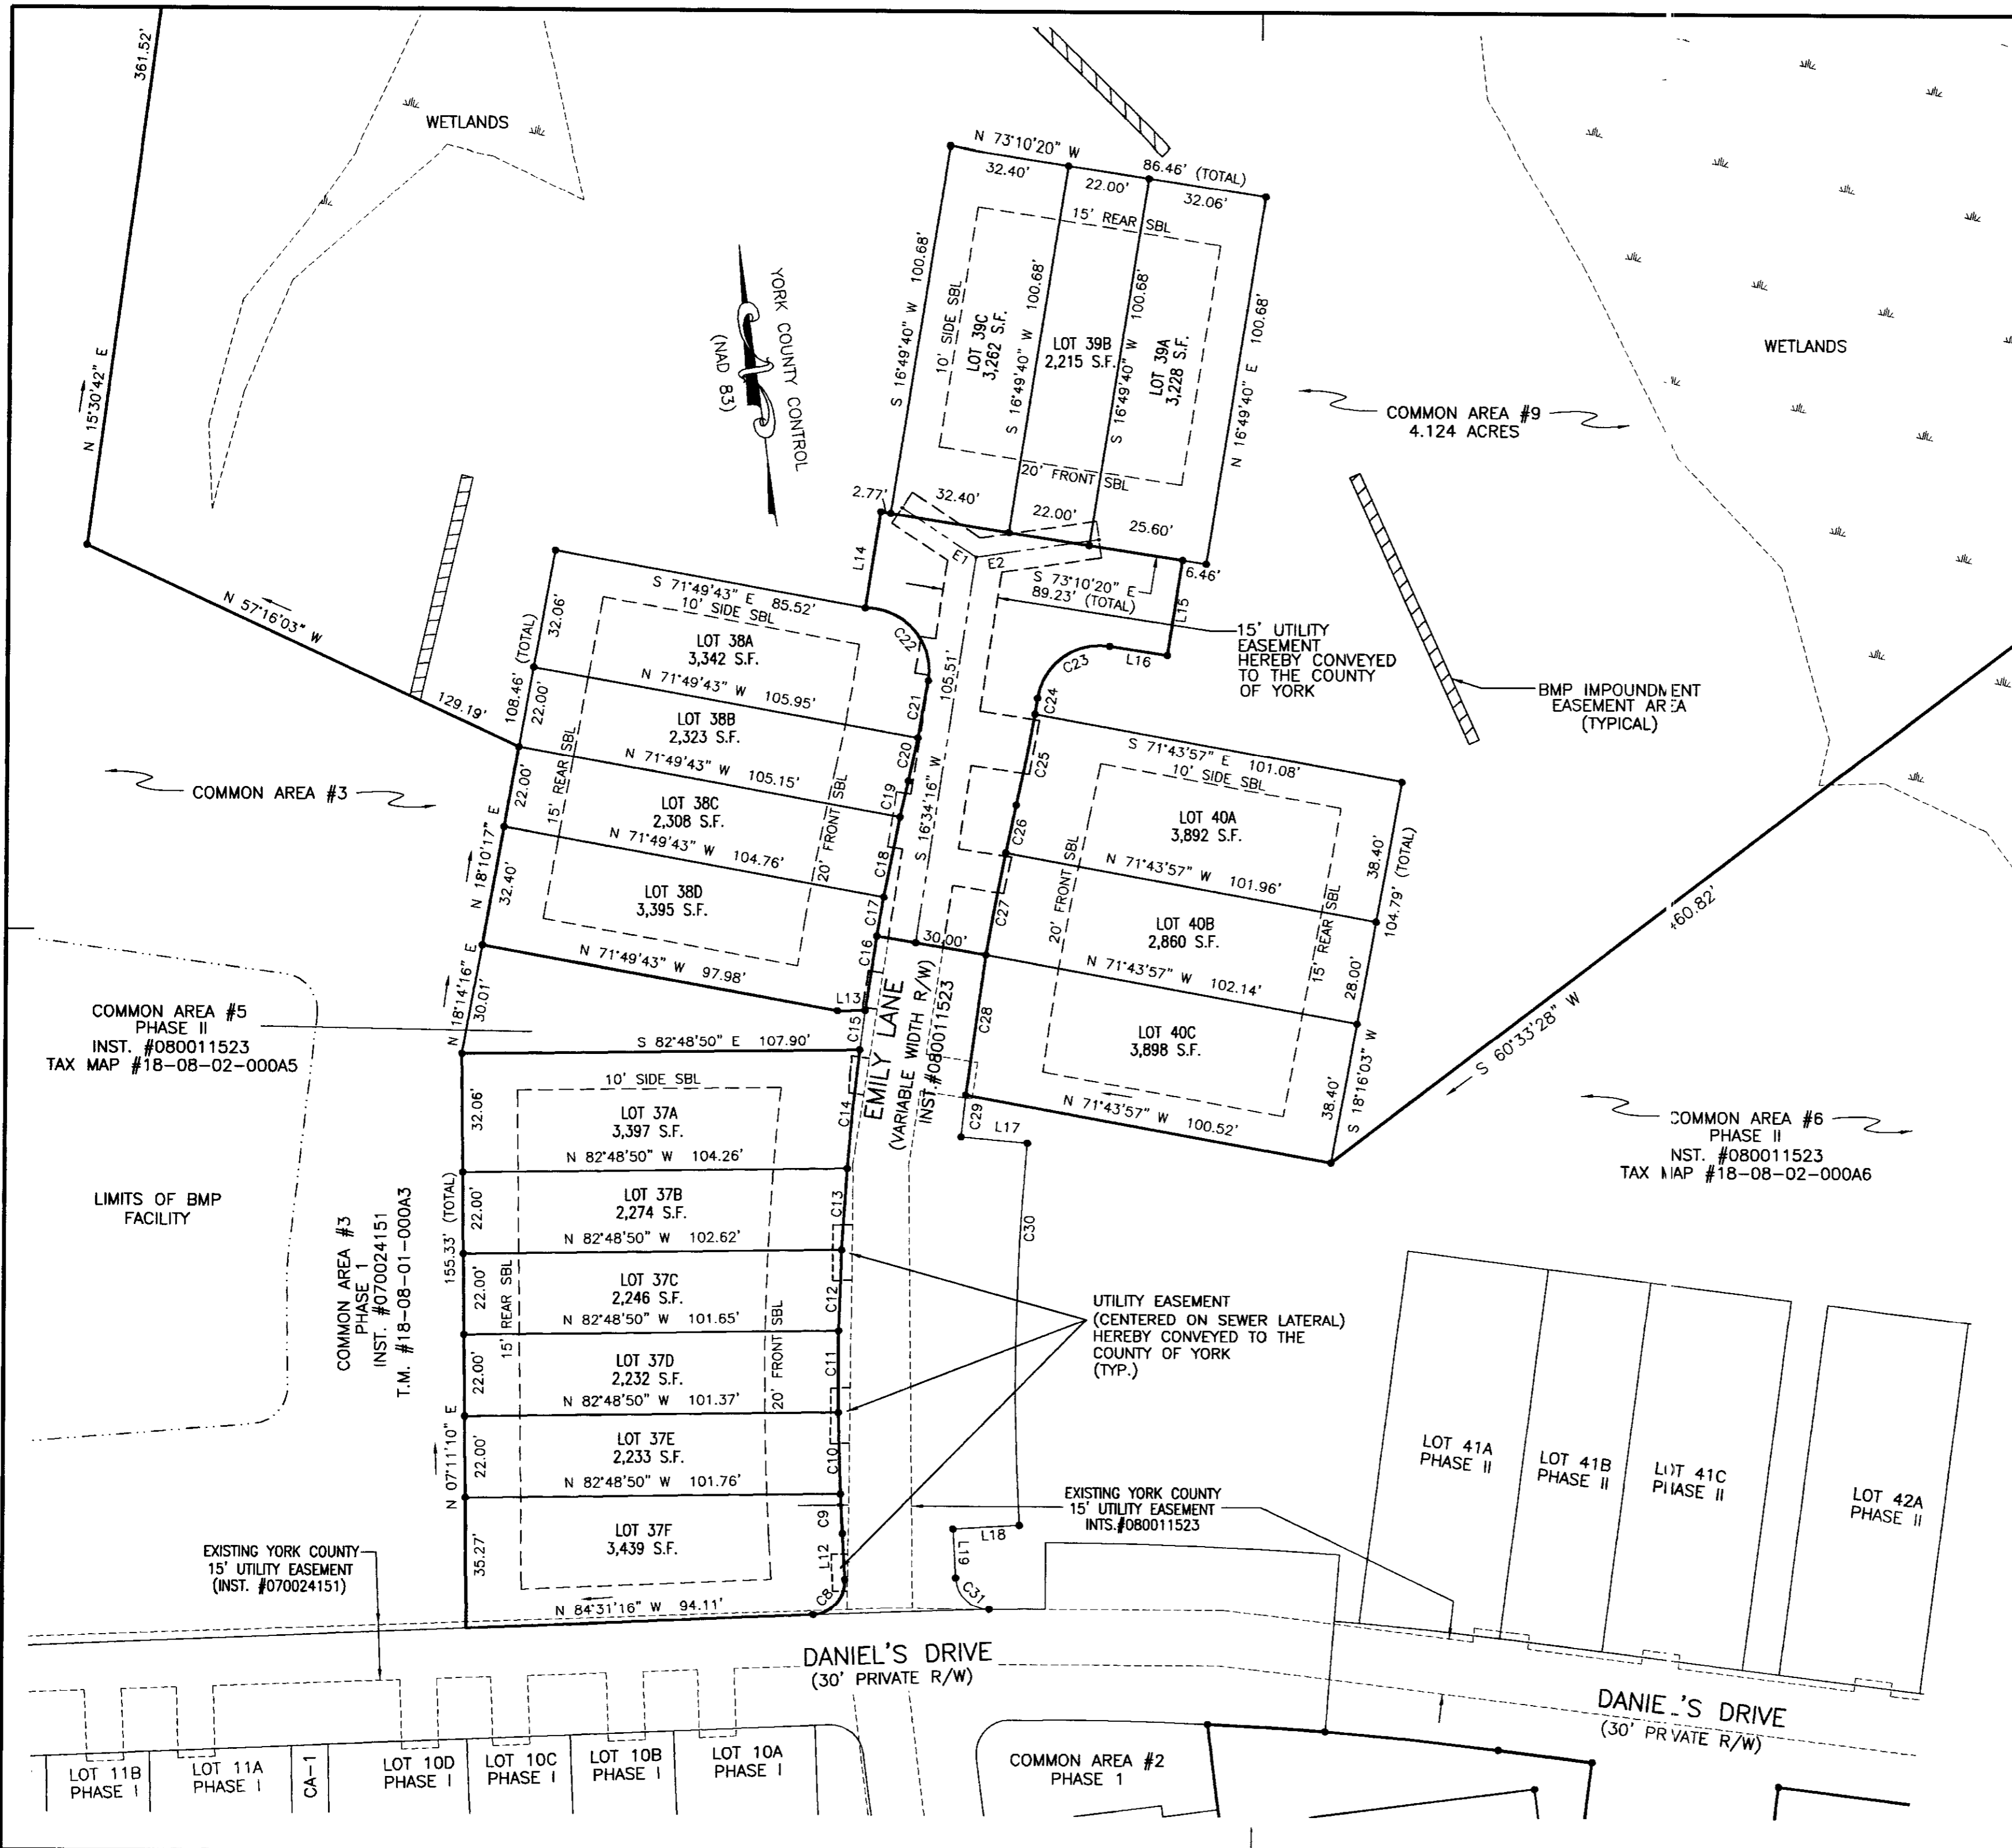 361.52'
N 15°30'42" E
WETLANDS
N 73°10'20" W
86.46' (TOTAL)
32.40'
22.00'
32.06'
15' REAR SBL
S 16°49'40" W 100.68'
10' SIDE SBL
LOT 39C
3,262 S.F.
S 16°49'40" W 100.68'
LOT 39B
2,215 S.F.
S 16°49'40" W 100.68'
LOT 39A
3,228 S.F.
N 16°49'40" E 100.68'
20' FRONT SBL
YORK COUNTY CONTROL
(NAD 83)
WETLANDS
COMMON AREA #9
4.124 ACRES
2.77'
32.40'
22.00'
25.60'
6.46'
E1
E2
S 73°10'20" E
89.23' (TOTAL)
L14
L15
L16
C22
C23
C24
105.51'
S 16°34'16" W
15' UTILITY
EASEMENT
HEREBY CONVEYED
TO THE COUNTY
OF YORK
BMP IMPOUNDMENT
EASEMENT AREA
(TYPICAL)
N 57°16'03" W
129.19'
S 71°49'43" E 85.52'
10' SIDE SBL
32.06'
LOT 38A
3,342 S.F.
108.46' (TOTAL)
22.00'
N 71°49'43" W 105.95'
LOT 38B
2,323 S.F.
C21
C20
22.00'
N 71°49'43" W 105.15'
15' REAR SBL
LOT 38C
2,308 S.F.
20' FRONT SBL
C19
C18
N 71°49'43" W 104.76'
N 18°10'17" E
32.40'
LOT 38D
3,395 S.F.
C17
C16
N 71°49'43" W 97.98'
L13
30.00'
COMMON AREA #3
S 71°43'57" E 101.08'
10' SIDE SBL
C25
LOT 40A
3,892 S.F.
38.40'
104.79' (TOTAL)
C26
N 71°43'57" W 101.96'
20' FRONT SBL
15' REAR SBL
C27
LOT 40B
2,860 S.F.
28.00'
N 71°43'57" W 102.14'
C28
LOT 40C
3,898 S.F.
38.40'
S 18°16'03" W
N 71°43'57" W 100.52'
C29
60.82'
S 60°33'28" W
COMMON AREA #6
PHASE II
NST. #080011523
TAX MAP #18-08-02-000A6
COMMON AREA #5
PHASE II
INST. #080011523
TAX MAP #18-08-02-000A5
N 18°14'16" E
30.01'
S 82°48'50" E 107.90'
C15
EMILY LANE
(VARIABLE WIDTH R/W)
INST.#080011523
10' SIDE SBL
32.06'
LOT 37A
3,397 S.F.
C14
N 82°48'50" W 104.26'
LOT 37B
2,274 S.F.
22.00'
C13
N 82°48'50" W 102.62'
155.33' (TOTAL)
LOT 37C
2,246 S.F.
22.00'
C12
N 82°48'50" W 101.65'
15' REAR SBL
20' FRONT SBL
LOT 37D
2,232 S.F.
22.00'
C11
N 82°48'50" W 101.37'
LOT 37E
2,233 S.F.
22.00'
C10
N 82°48'50" W 101.76'
N 07°11'10" E
LOT 37F
3,439 S.F.
35.27'
C9
L12
C8
N 84°31'16" W 94.11'
LIMITS OF BMP
FACILITY
COMMON AREA #3
PHASE 1
INST. #070024151
T.M. #18-08-01-000A3
L17
C30
UTILITY EASEMENT
(CENTERED ON SEWER LATERAL)
HEREBY CONVEYED TO THE
COUNTY OF YORK
(TYP.)
EXISTING YORK COUNTY
15' UTILITY EASEMENT
INTS.#080011523
L18
L19
C31
LOT 41A
PHASE II
LOT 41B
PHASE II
LOT 41C
PHASE II
LOT 42A
PHASE II
EXISTING YORK COUNTY
15' UTILITY EASEMENT
(INST. #070024151)
DANIEL'S DRIVE
(30' PRIVATE R/W)
DANIEL'S DRIVE
(30' PRIVATE R/W)
LOT 11B
PHASE I
LOT 11A
PHASE I
CA-1
LOT 10D
PHASE I
LOT 10C
PHASE I
LOT 10B
PHASE I
LOT 10A
PHASE I
COMMON AREA #2
PHASE 1